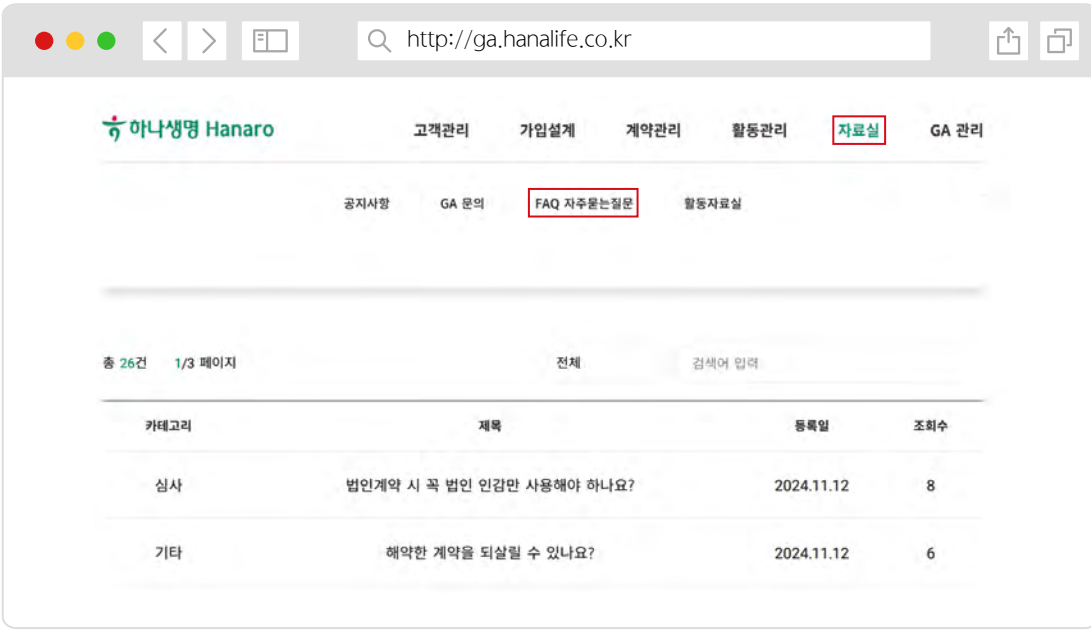 http://ga.hanalife.co.kr
하나생명 Hanaro 고객관리 가입설계 계약관리 활동관리 자료실 GA 관리
공지사항 GA 문의 FAQ 자주묻는질문 활동자료실
총 26건 1/3 페이지 전체 검색어 입력
카테고리 제목 등록일 조회수
심사 법인계약 시 꼭 법인 인감만 사용해야 하나요? 2024.11.12 8
기타 해약한 계약을 되살릴 수 있나요? 2024.11.12 6